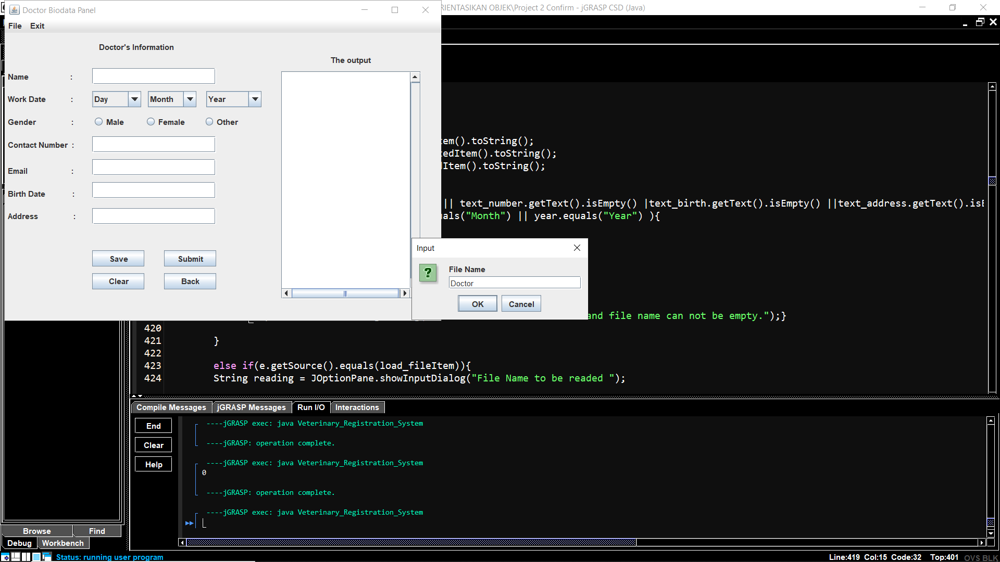 Doctor Biodata Panel
RIENTASIKAN OBJEK\Project 2 Confirm - jGRASP CSD (Java)
File Exit
Doctor's Information
The output
Name :
Work Date : Day Month Year
Gender : Male Female Other
Contact Number :
Email :
Birth Date :
Address :
Save Submit
Clear Back
em().toString();
edItem().toString();
Item().toString();
|| text_number.getText().isEmpty() |text_birth.getText().isEmpty() ||text_address.getText().isE
als("Month") || year.equals("Year") ){
Input
File Name
Doctor
OK Cancel
and file name can not be empty.");}
420
421 }
422
423 else if(e.getSource().equals(load_fileItem)){
424 String reading = JOptionPane.showInputDialog("File Name to be readed ");
Compile Messages jGRASP Messages Run I/O Interactions
End
Clear
Help
----jGRASP exec: java Veterinary_Registration_System
----jGRASP: operation complete.
----jGRASP exec: java Veterinary_Registration_System
0
----jGRASP: operation complete.
----jGRASP exec: java Veterinary_Registration_System
Browse Find
Debug Workbench
Status: running user program
Line:419 Col:15 Code:32 Top:401 OVS BLK